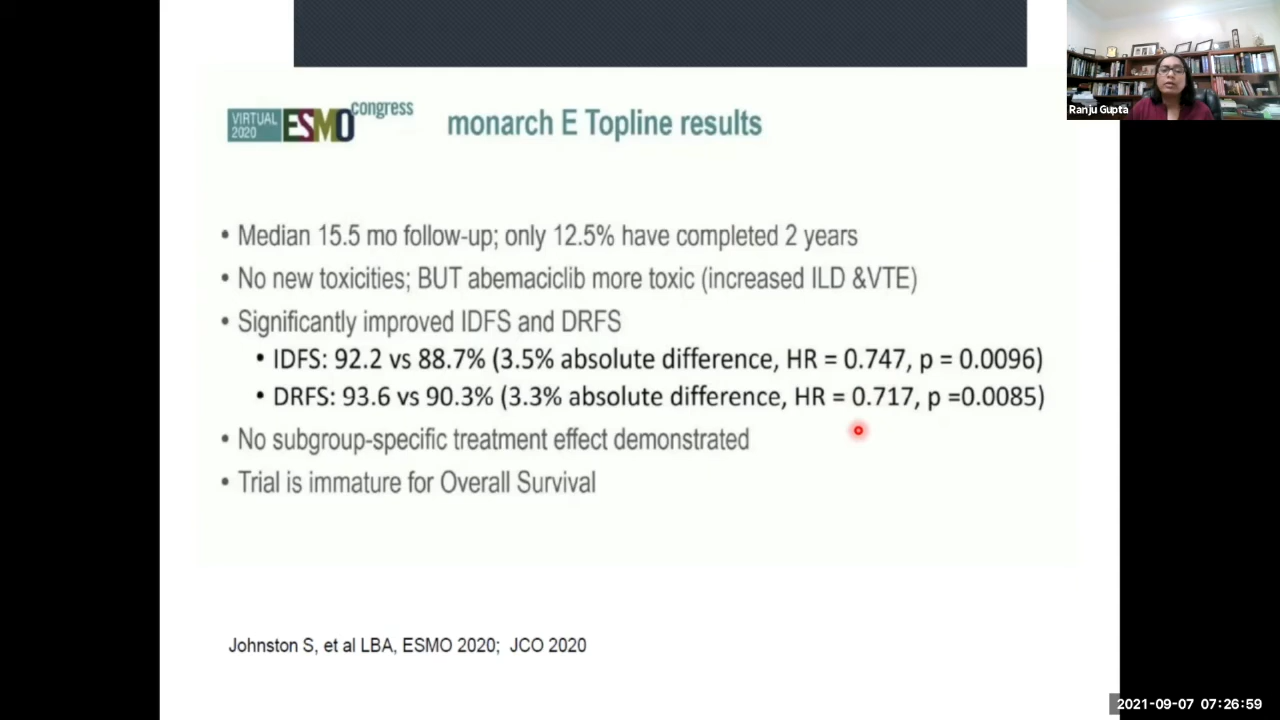 VIRTUAL
2020
ESMO
congress
monarch E Topline results
• Median 15.5 mo follow-up; only 12.5% have completed 2 years
• No new toxicities; BUT abemaciclib more toxic (increased ILD &VTE)
• Significantly improved IDFS and DRFS
• IDFS: 92.2 vs 88.7% (3.5% absolute difference, HR = 0.747, p = 0.0096)
• DRFS: 93.6 vs 90.3% (3.3% absolute difference, HR = 0.717, p =0.0085)
• No subgroup-specific treatment effect demonstrated
• Trial is immature for Overall Survival
Johnston S, et al LBA, ESMO 2020; JCO 2020
Ranju Gupta
2021-09-07 07:26:59